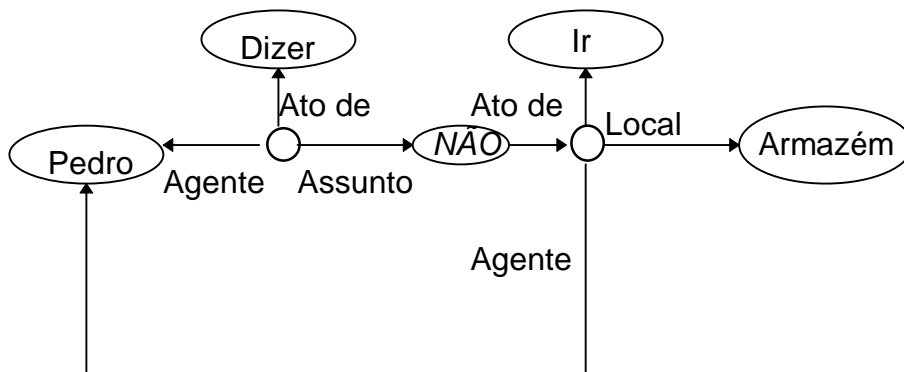 Dizer
Ir
Ato de
Ato de
Pedro
NÃO
Local
Armazém
Agente
Assunto
Agente